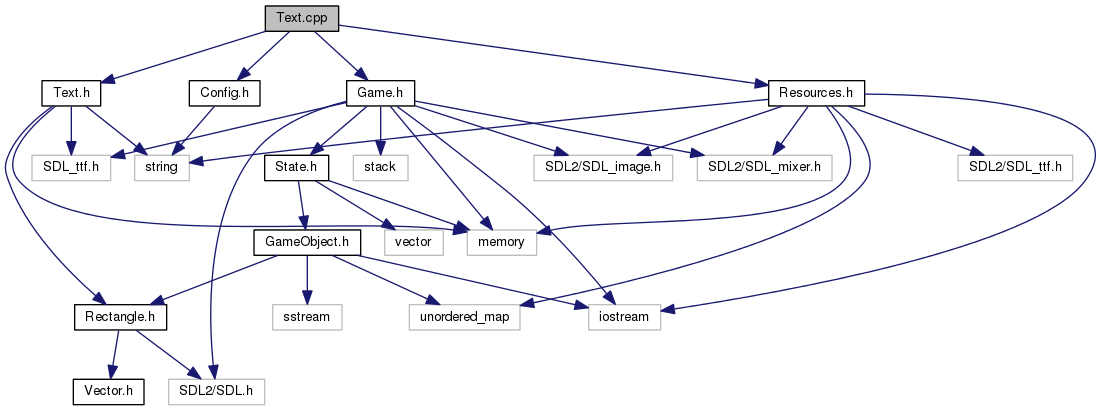 Text.cpp
Text.h
Config.h
Game.h
Resources.h
SDL_ttf.h
string
State.h
stack
SDL2/SDL_image.h
SDL2/SDL_mixer.h
SDL2/SDL_ttf.h
GameObject.h
vector
memory
Rectangle.h
sstream
unordered_map
iostream
Vector.h
SDL2/SDL.h